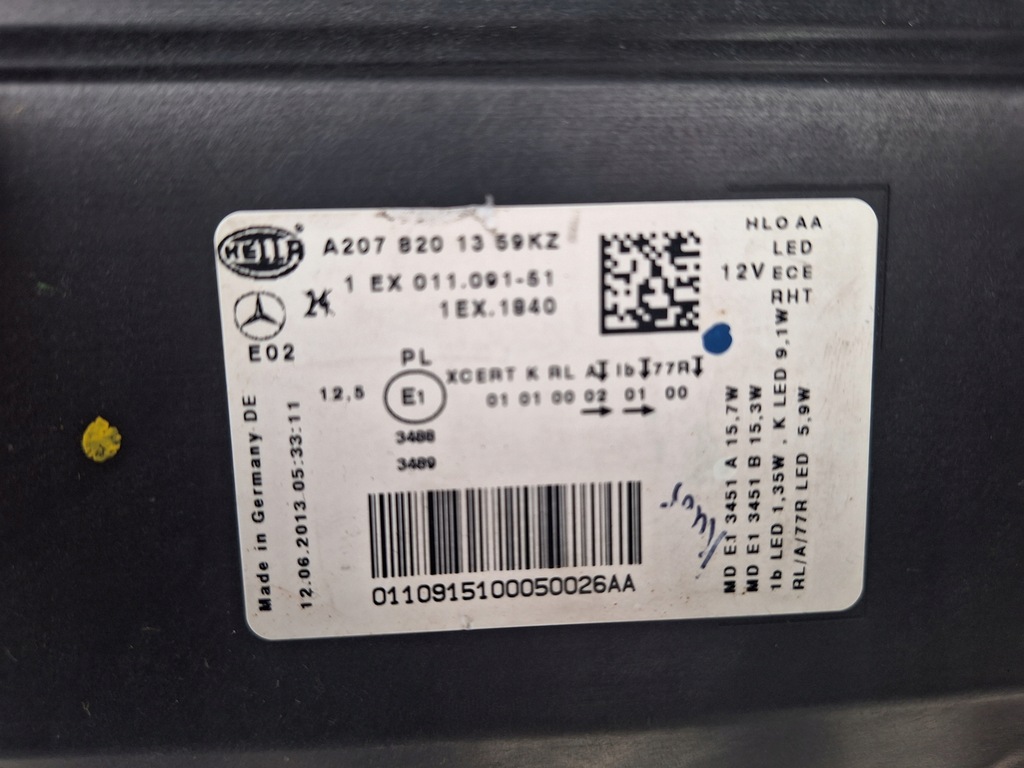 HELLA
A207 820 13 59KZ
1 EX 011.091-51
1EX.1840
HLO AA
LED
12V ECE
RHT
E02
PL
12,5
E1
XCERT K RL A Ib 77R
01 01 00 02 01 00
3488
3489
Made in Germany DE
12.06.2013 05:33:11
MD E1 3451 A 15,7W
MD E1 3451 B 15,3W
1b LED 1,35W . K LED 9,1W
RL/A/77R LED 5,9W
0110915100050026AA